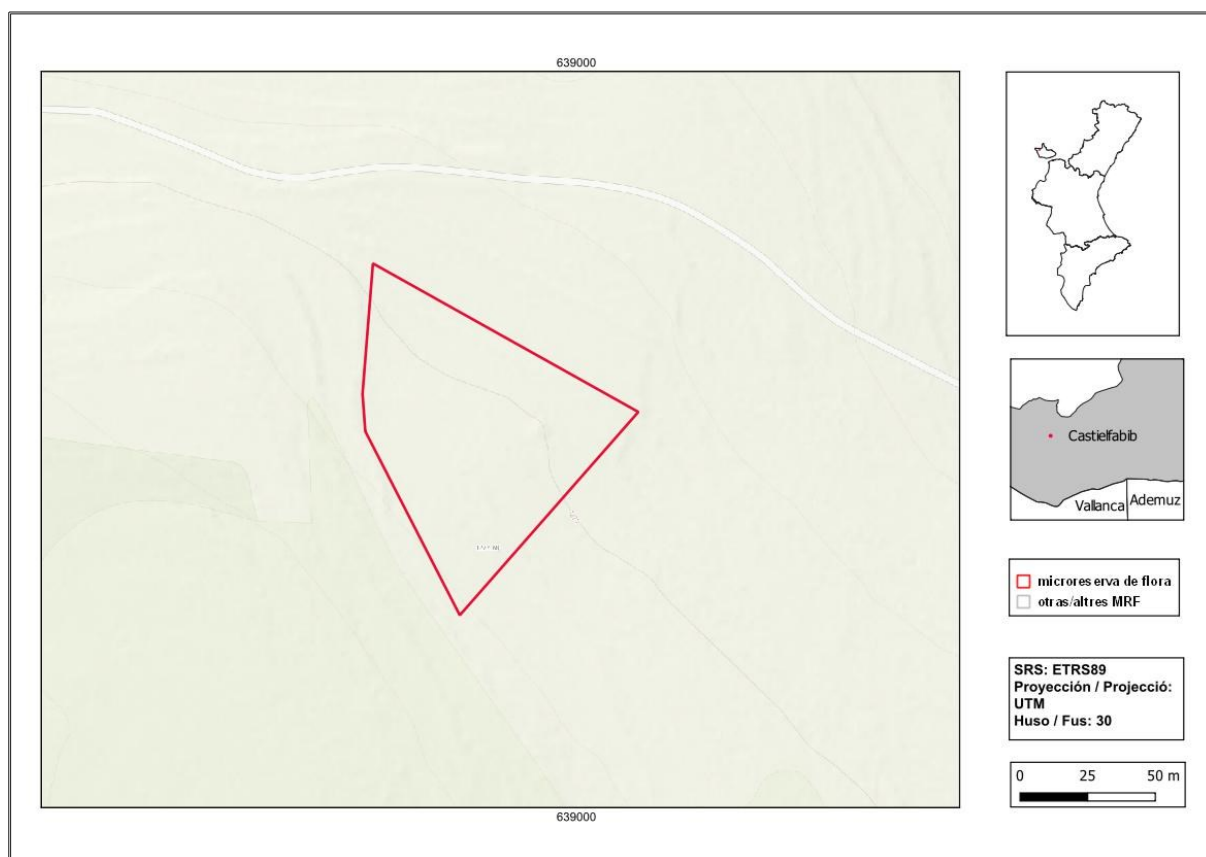 639000
Castielfabib
Vallanca
Ademuz
microreserva de flora
otras/altres MRF
SRS: ETRS89
Proyección / Projecció:
UTM
Huso / Fus: 30
0 25 50 m
639000